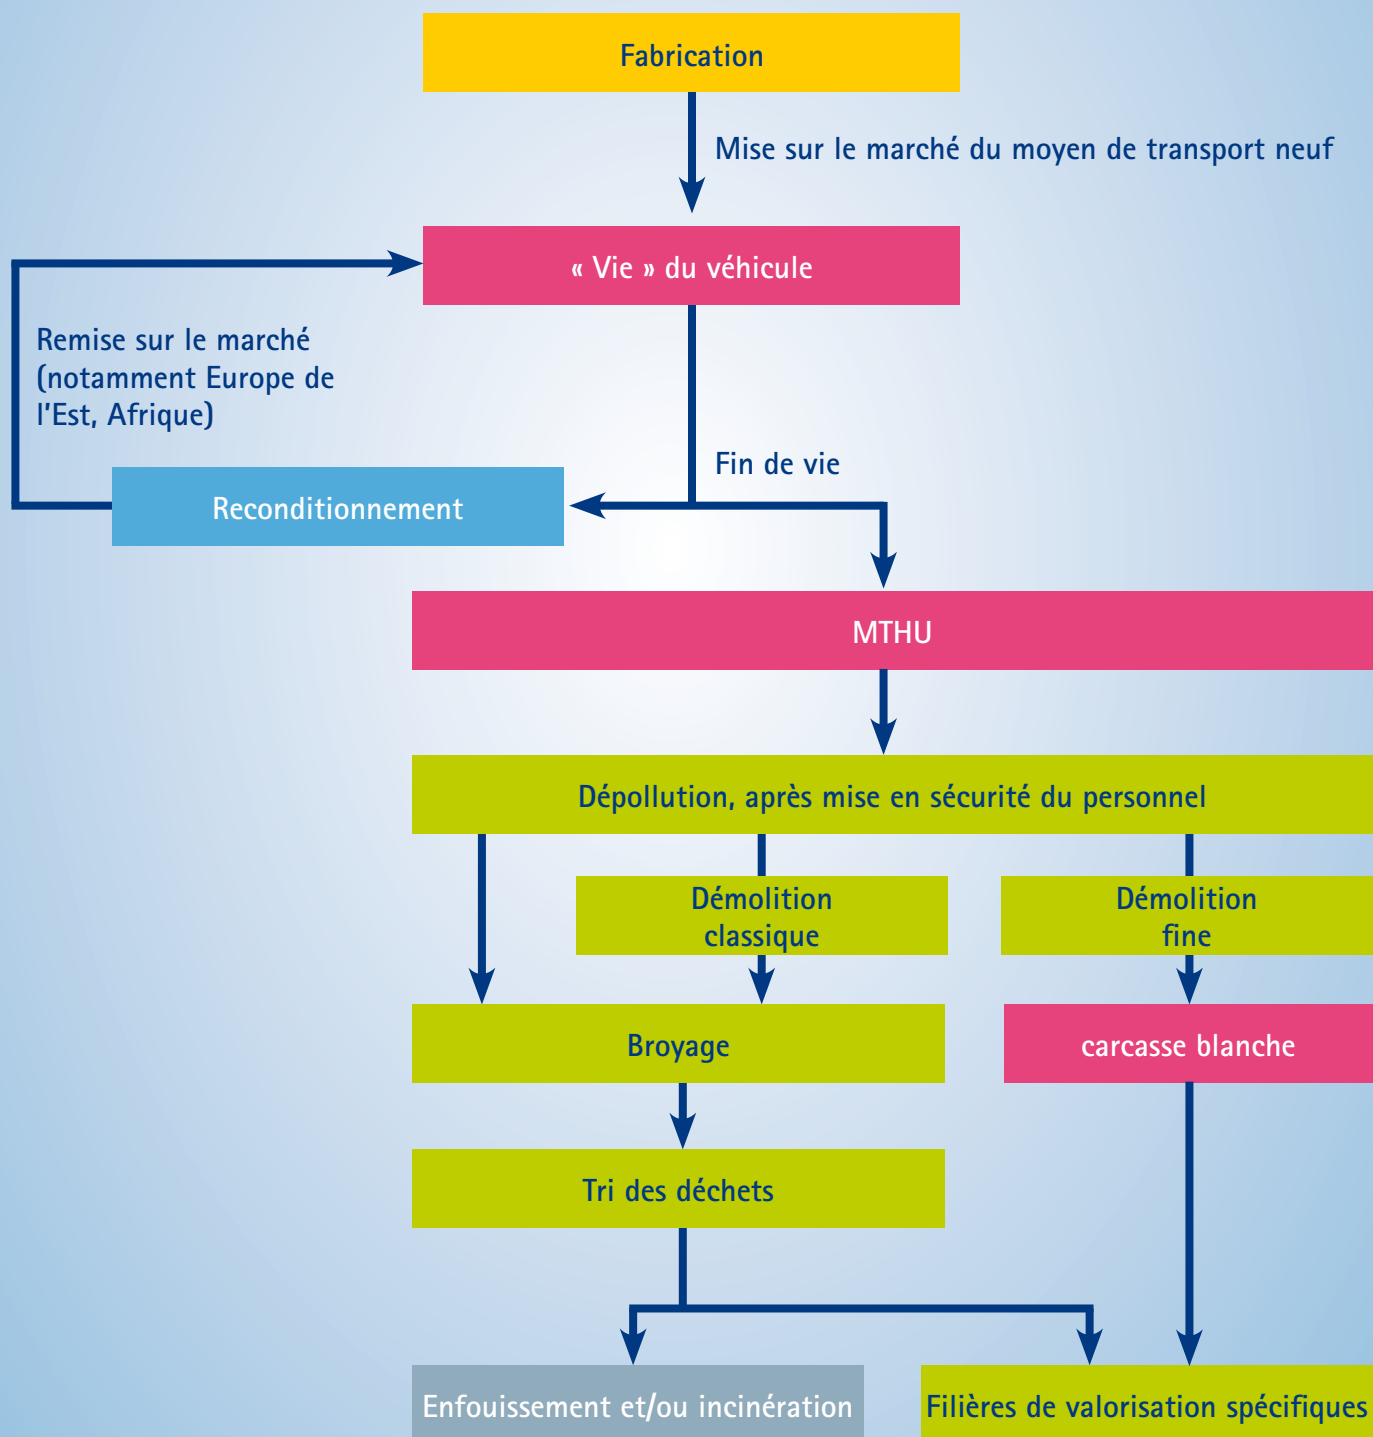 Fabrication
Mise sur le marché du moyen de transport neuf
« Vie » du véhicule
Remise sur le marché
(notamment Europe de
l'Est, Afrique)
Fin de vie
Reconditionnement
MTHU
Dépollution, après mise en sécurité du personnel
Démolition
classique
Démolition
fine
Broyage
carcasse blanche
Tri des déchets
Enfouissement et/ou incinération
Filières de valorisation spécifiques